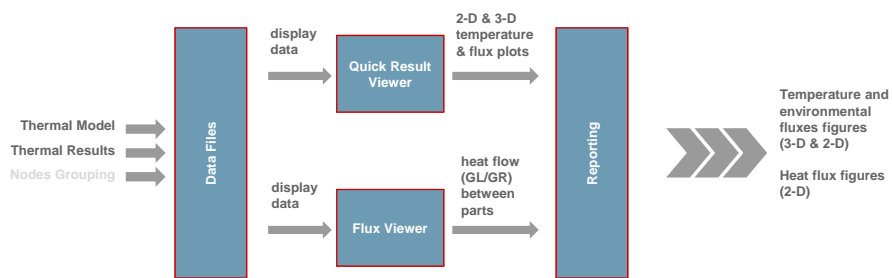 Thermal Model
Thermal Results
Nodes Grouping
Data Files
display
data
Quick Result
Viewer
2-D & 3-D
temperature
& flux plots
display
data
Flux Viewer
heat flow
(GL/GR)
between
parts
Reporting
Temperature and
environmental
fluxes figures
(3-D & 2-D)
Heat flux figures
(2-D)